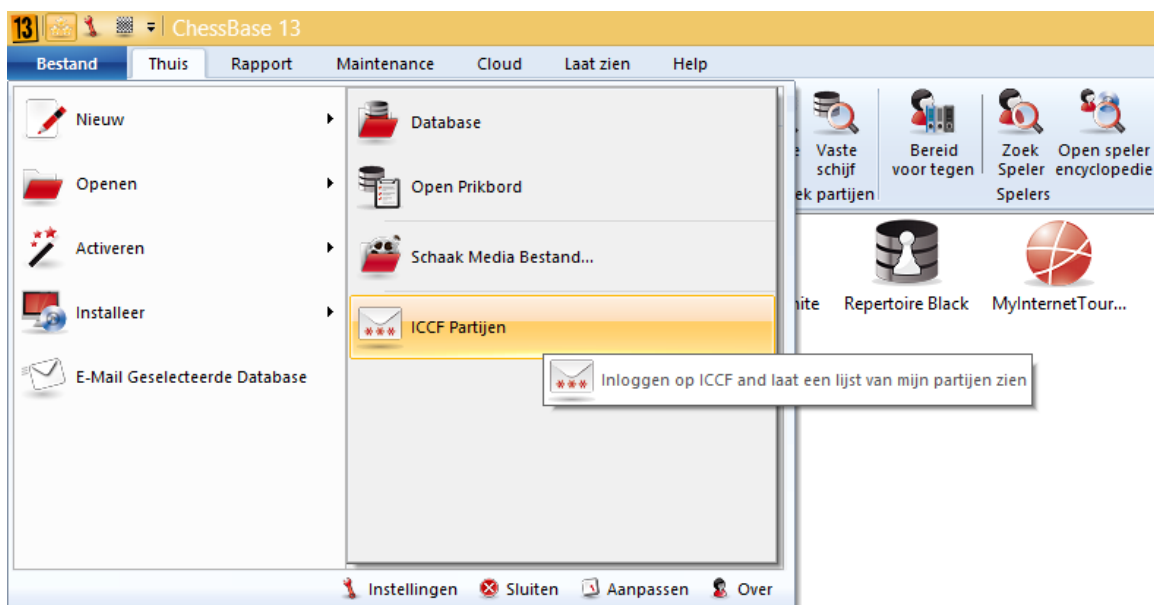 13 ChessBase 13
Bestand Thuis Rapport Maintenance Cloud Laat zien Help
Nieuw
Openen
Activeren
Installeer
E-Mail Geselecteerde Database
Database
Open Prikbord
Schaak Media Bestand...
ICCF Partijen
Inloggen op ICCF and laat een lijst van mijn partijen zien
Vaste
schijf
Bereid
voor tegen
Zoek
Speler
Open speler
encyclopedie
ek partijen
Spelers
ite
Repertoire Black
MyInternetTour...
Instellingen Sluiten Aanpassen Over